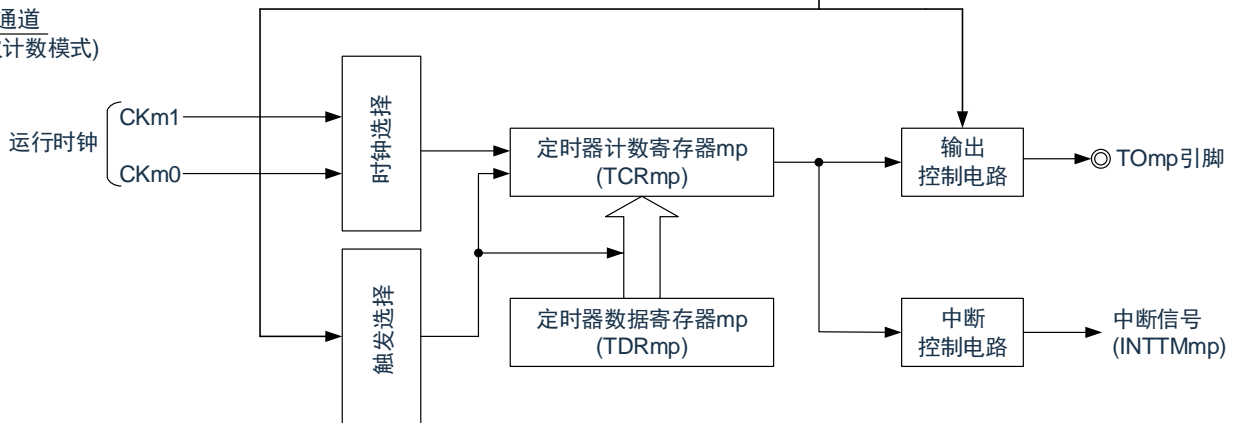 通道
计数模式)
运行时钟
CKm1
CKm0
时钟选择
定时器计数寄存器mp
(TCRmp)
输出
控制电路
TOmp引脚
触发选择
定时器数据寄存器mp
(TDRmp)
中断
控制电路
中断信号
(INTTMmp)